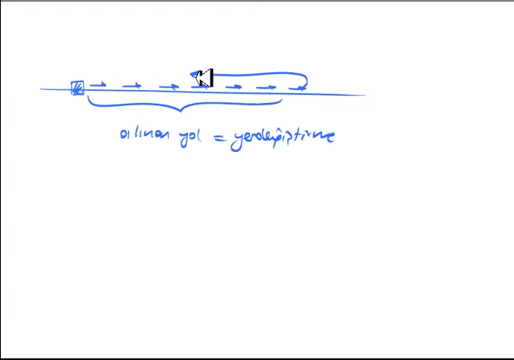 alınan yol = yerdeğiştirme